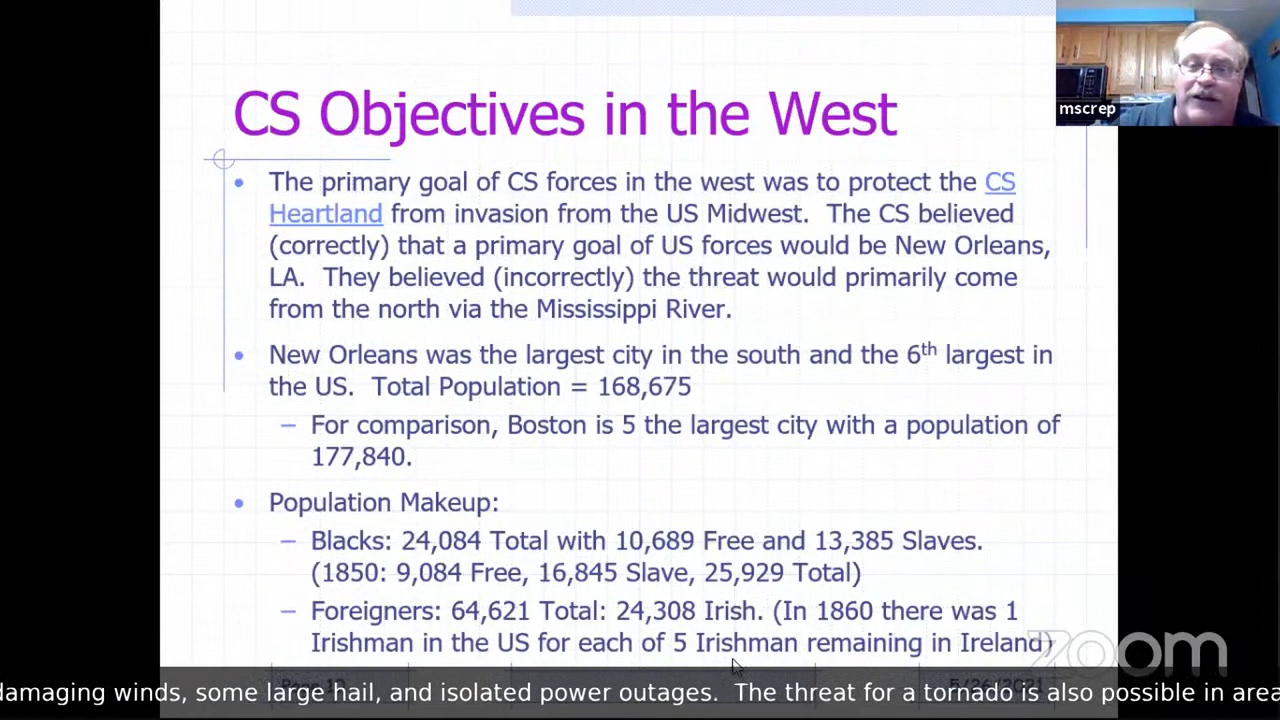 CS Objectives in the West
mscrep
• The primary goal of CS forces in the west was to protect the CS
Heartland from invasion from the US Midwest. The CS believed
(correctly) that a primary goal of US forces would be New Orleans,
LA. They believed (incorrectly) the threat would primarily come
from the north via the Mississippi River.
• New Orleans was the largest city in the south and the 6th largest in
the US. Total Population = 168,675
– For comparison, Boston is 5 the largest city with a population of
177,840.
• Population Makeup:
– Blacks: 24,084 Total with 10,689 Free and 13,385 Slaves.
(1850: 9,084 Free, 16,845 Slave, 25,929 Total)
– Foreigners: 64,621 Total: 24,308 Irish. (In 1860 there was 1
Irishman in the US for each of 5 Irishman remaining in Ireland)
zoom
damaging winds, some large hail, and isolated power outages. The threat for a tornado is also possible in area
5/26/2021